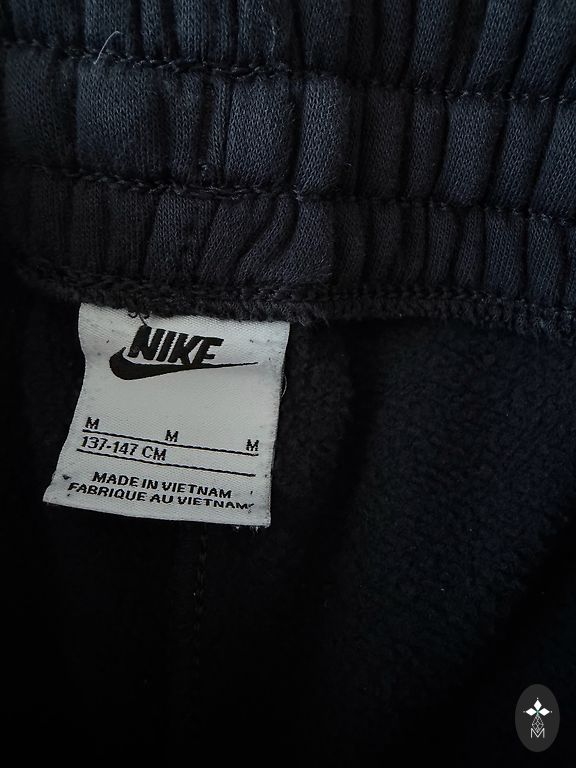 NIKE
M M M
137-147 CM
MADE IN VIETNAM
FABRIQUE AU VIETNAM
M